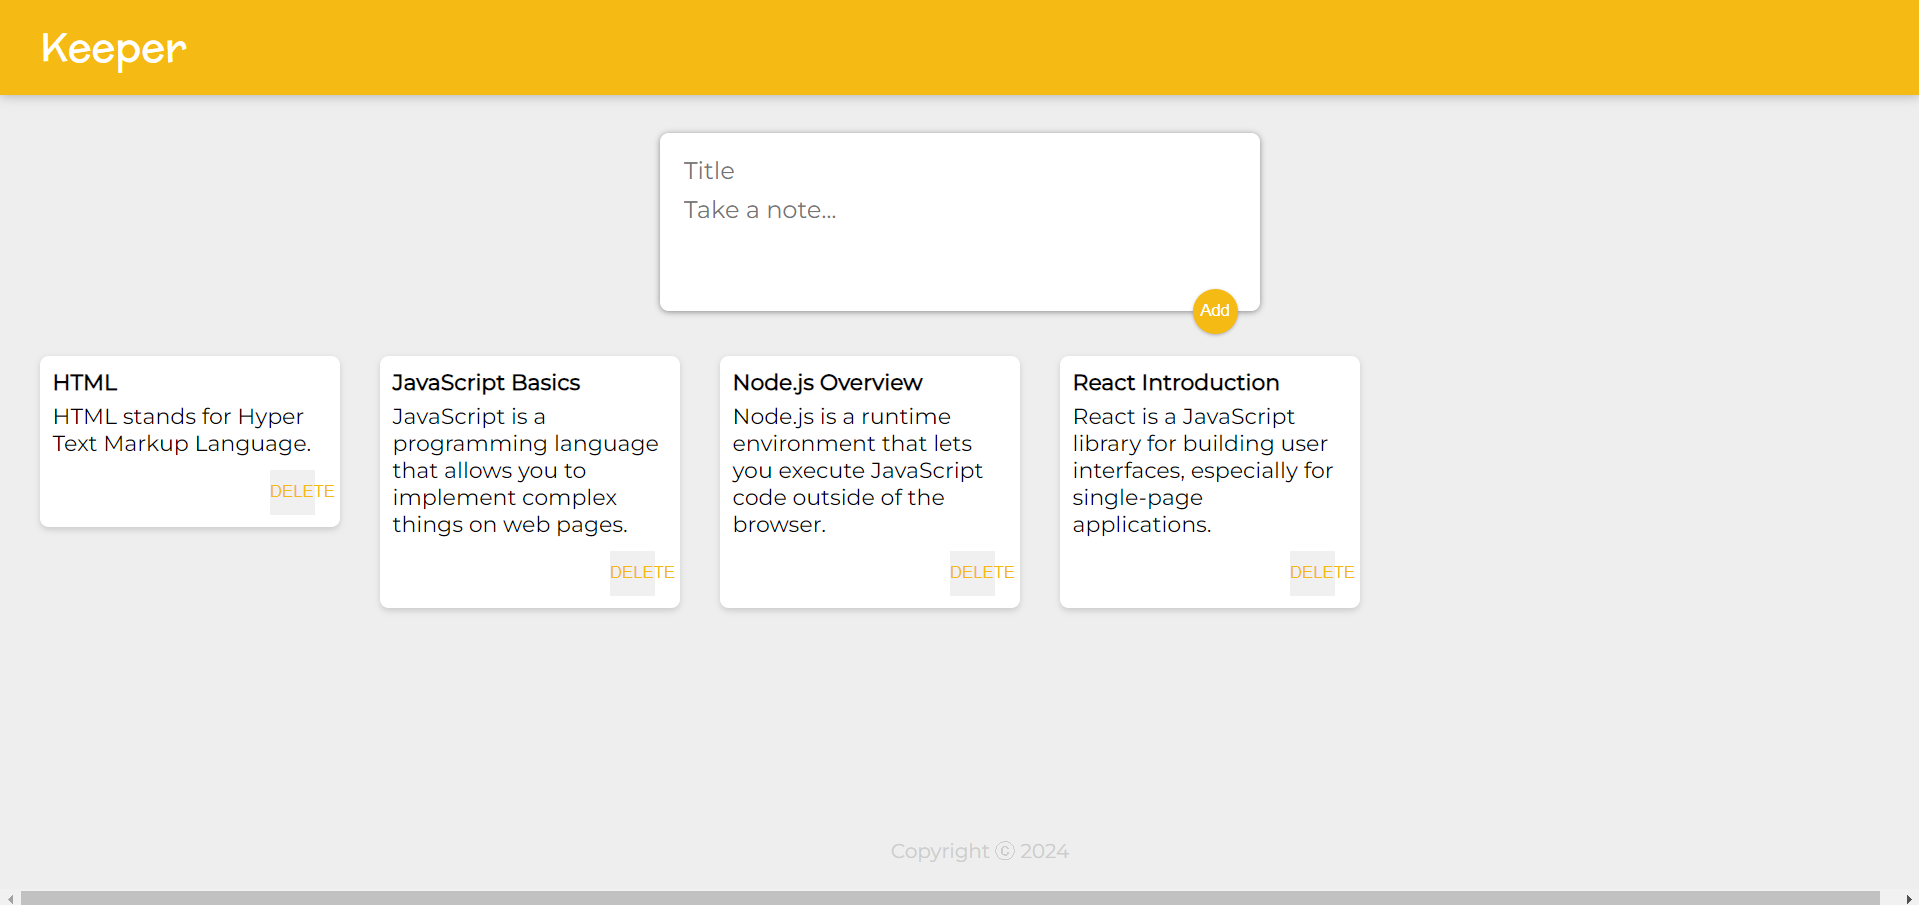 Keeper
Title
Take a note...
Add
HTML
HTML stands for Hyper
Text Markup Language.
DELETE
JavaScript Basics
JavaScript is a
programming language
that allows you to
implement complex
things on web pages.
DELETE
Node.js Overview
Node.js is a runtime
environment that lets
you execute JavaScript
code outside of the
browser.
DELETE
React Introduction
React is a JavaScript
library for building user
interfaces, especially for
single-page
applications.
DELETE
Copyright ⓒ 2024